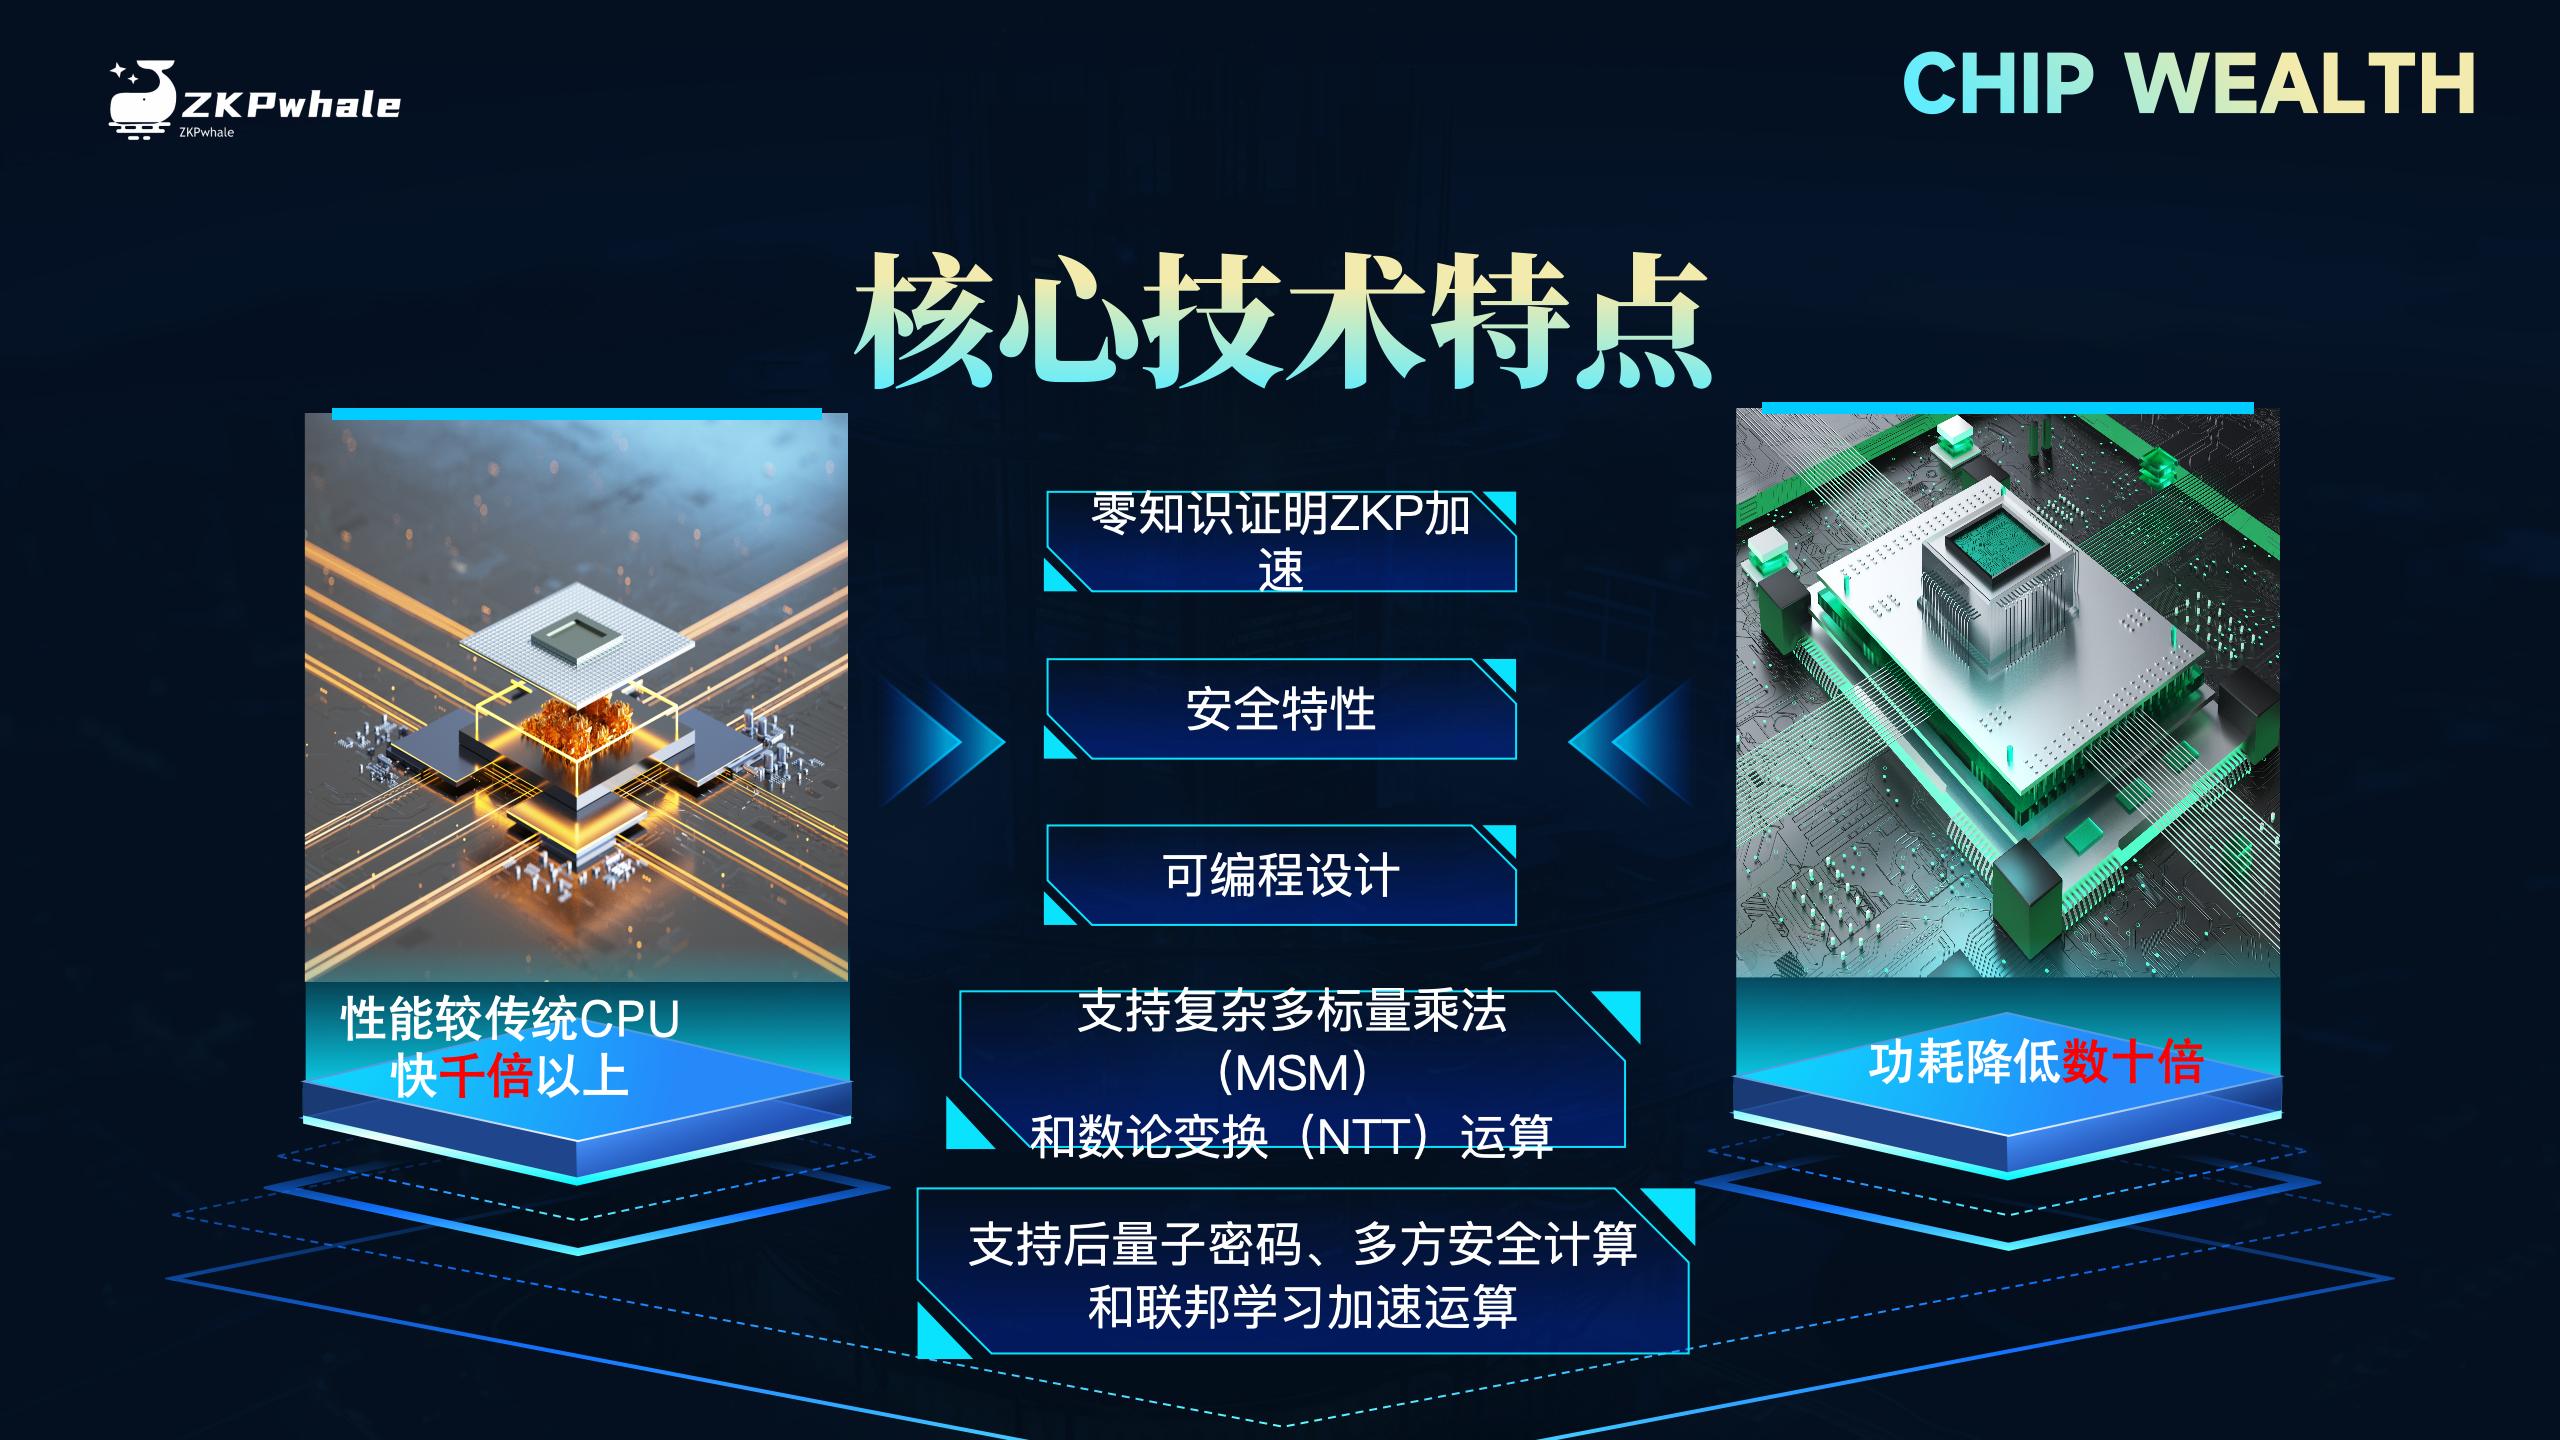 ZKPwhale
ZKPwhale
CHIP WEALTH
核心技术特点
零知识证明ZKP加
速
安全特性
可编程设计
支持复杂多标量乘法
（MSM）
和数论变换（NTT）运算
支持后量子密码、多方安全计算
和联邦学习加速运算
性能较传统CPU
快千倍以上
功耗降低数十倍